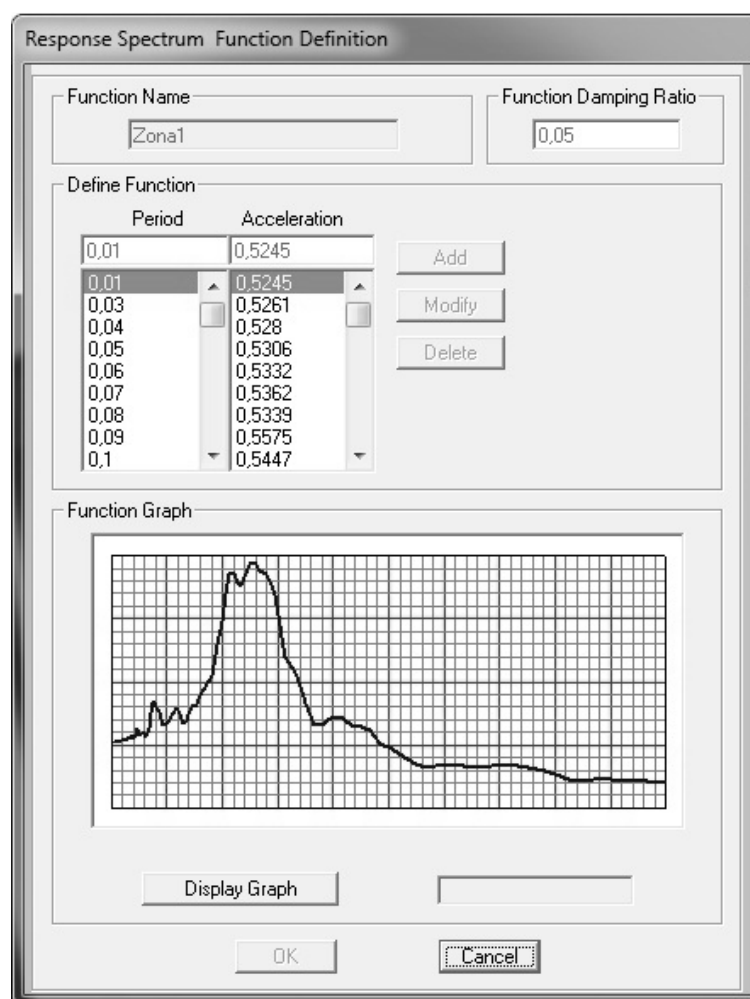 Response Spectrum Function Definition
Function Name
Function Damping Ratio
Zona1
0,05
Define Function
Period Acceleration
0,01 0,5245
Add
0,01 0,5245
0,03 0,5261
Modify
0,04 0,528
0,05 0,5306
Delete
0,06 0,5332
0,07 0,5362
0,08 0,5339
0,09 0,5575
0,1 0,5447
Function Graph
Display Graph
OK Cancel